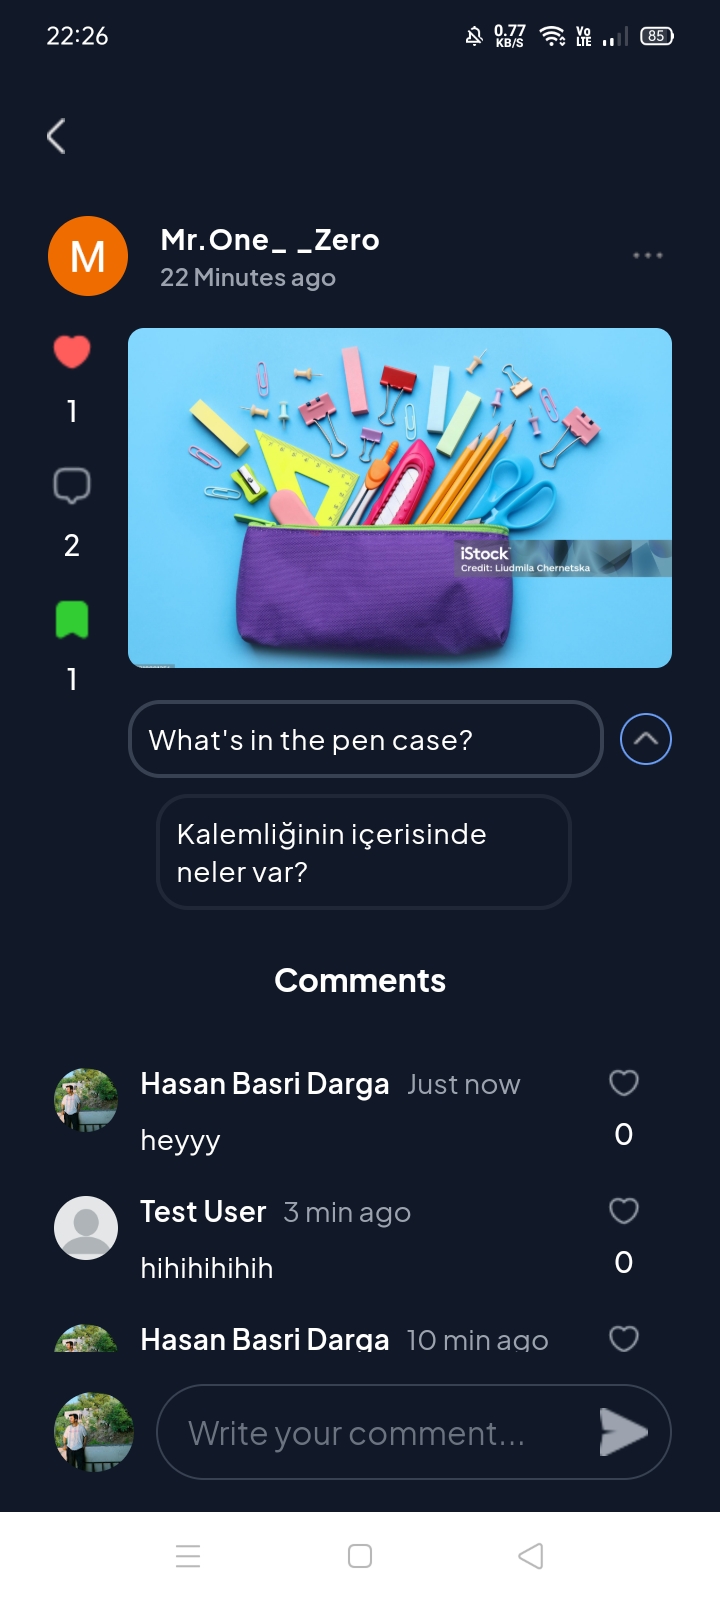 22:26
0.77
KB/S
Vo
LTE
85
M
Mr.One_ _Zero
22 Minutes ago
1
2
1
iStock
Credit: Liudmila Chernetska
What's in the pen case?
Kalemliğinin içerisinde
neler var?
Comments
Hasan Basri Darga Just now
heyyy
0
Test User 3 min ago
hihihihihih
0
Hasan Basri Darga 10 min ago
Write your comment...